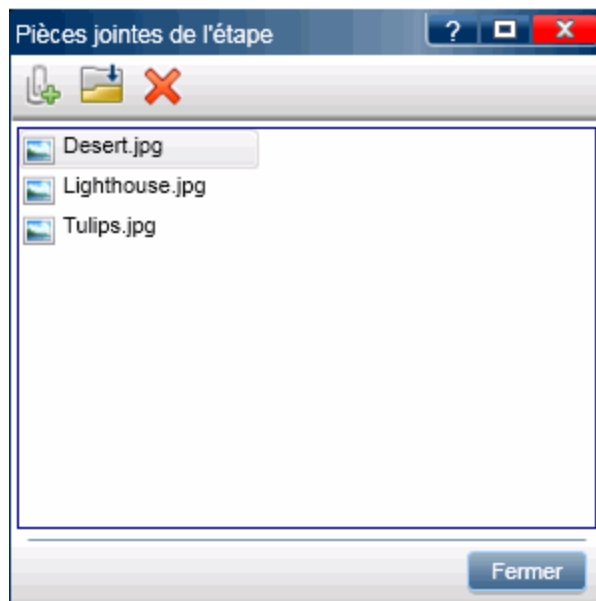 Pièces jointes de l'étape ?
Desert.jpg
Lighthouse.jpg
Tulips.jpg
Fermer